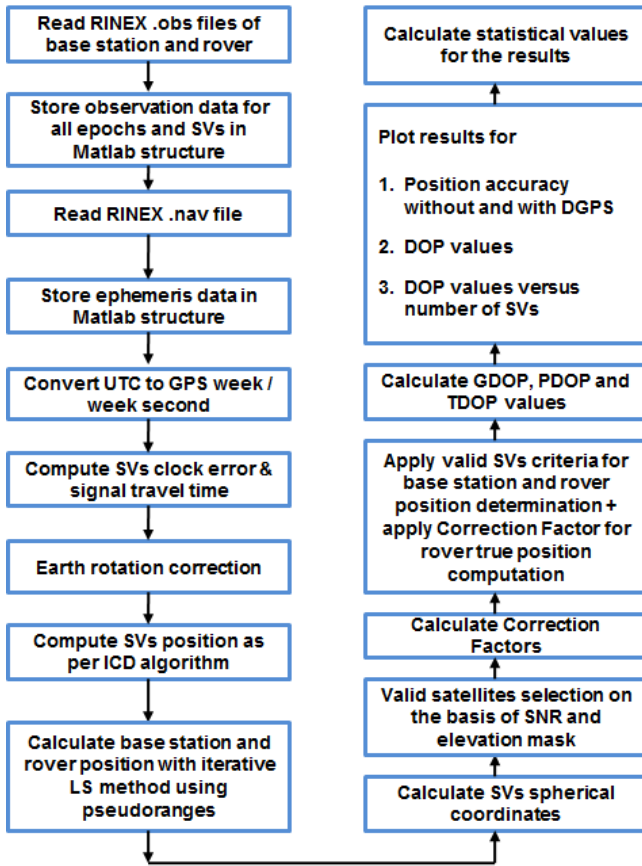 Read RINEX .obs files of
base station and rover
Store observation data for
all epochs and SVs in
Matlab structure
Read RINEX .nav file
Store ephemeris data in
Matlab structure
Convert UTC to GPS week /
week second
Compute SVs clock error &
signal travel time
Earth rotation correction
Compute SVs position as
per ICD algorithm
Calculate base station and
rover position with iterative
LS method using
pseudoranges
Calculate SVs spherical
coordinates
Valid satellites selection on
the basis of SNR and
elevation mask
Calculate Correction
Factors
Apply valid SVs criteria for
base station and rover
position determination +
apply Correction Factor for
rover true position
computation
Calculate GDOP, PDOP and
TDOP values
Plot results for
1. Position accuracy
without and with DGPS
2. DOP values
3. DOP values versus
number of SVs
Calculate statistical values
for the results